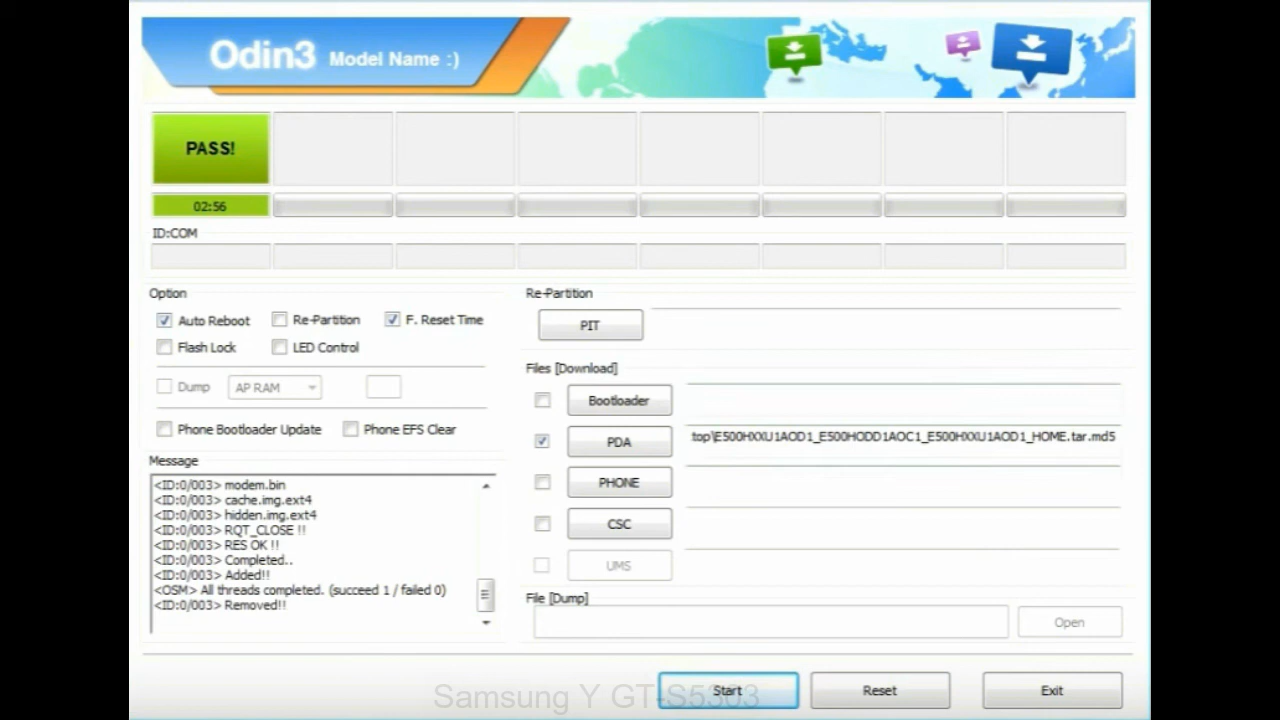 Odin3 Model Name :)
PASS!
02:56
ID:COM
Option
Auto Reboot Re-Partition F. Reset Time
Flash Lock LED Control
Dump AP RAM
Phone Bootloader Update Phone EFS Clear
Message
<ID:0/003> modem.bin
<ID:0/003> cache.img.ext4
<ID:0/003> hidden.img.ext4
<ID:0/003> RQT_CLOSE !!
<ID:0/003> RES OK !!
<ID:0/003> Completed..
<ID:0/003> Added!!
<OSM> All threads completed. (succeed 1 / failed 0)
<ID:0/003> Removed!!
Re-Partition
PIT
Files [Download]
Bootloader
PDA top\E500HXXU1AOD1_E500HODD1AOC1_E500HXXU1AOD1_HOME.tar.md5
PHONE
CSC
UMS
File [Dump]
Open
Start Reset Exit
Samsung Y GT-S5303